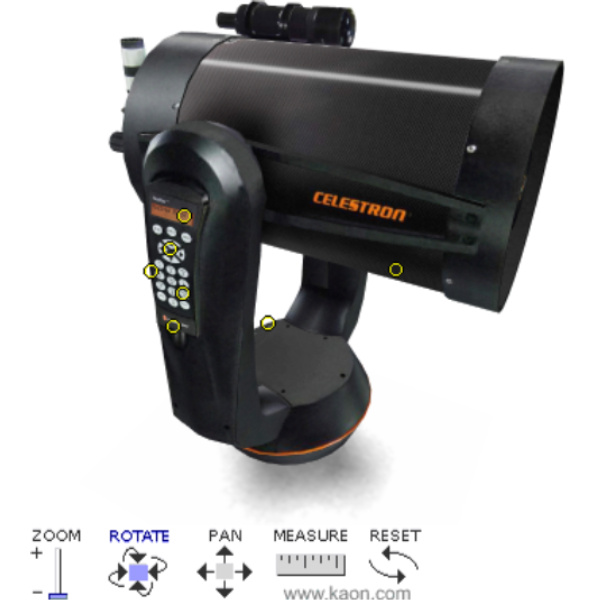 CELESTRON
ZOOM ROTATE PAN MEASURE RESET
+
−
www.kaon.com